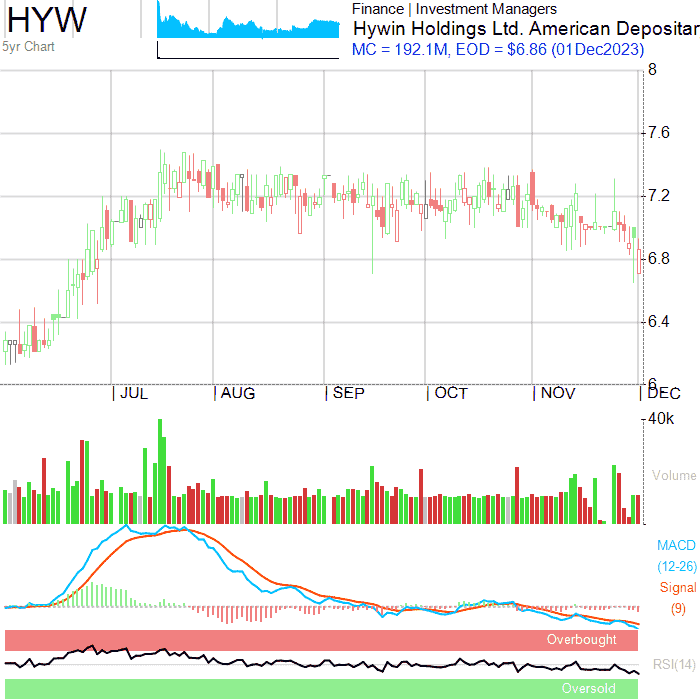 HYW
5yr Chart
Finance | Investment Managers
Hywin Holdings Ltd. American Depositar
MC = 192.1M, EOD = $6.86 (01Dec2023)
8
7.6
7.2
6.8
6.4
6
JUL AUG SEP OCT NOV DEC
40k
Volume
MACD
(12-26)
Signal
(9)
Overbought
RSI(14)
Oversold